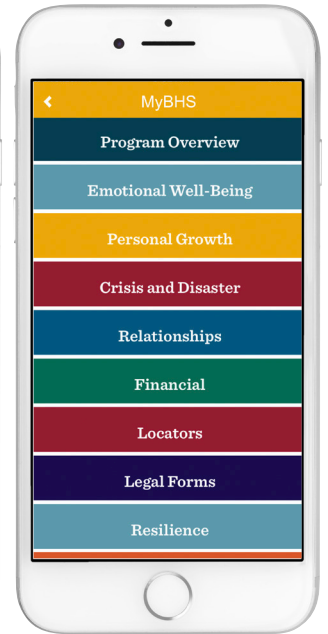 MyBHS
Program Overview
Emotional Well-Being
Personal Growth
Crisis and Disaster
Relationships
Financial
Locators
Legal Forms
Resilience